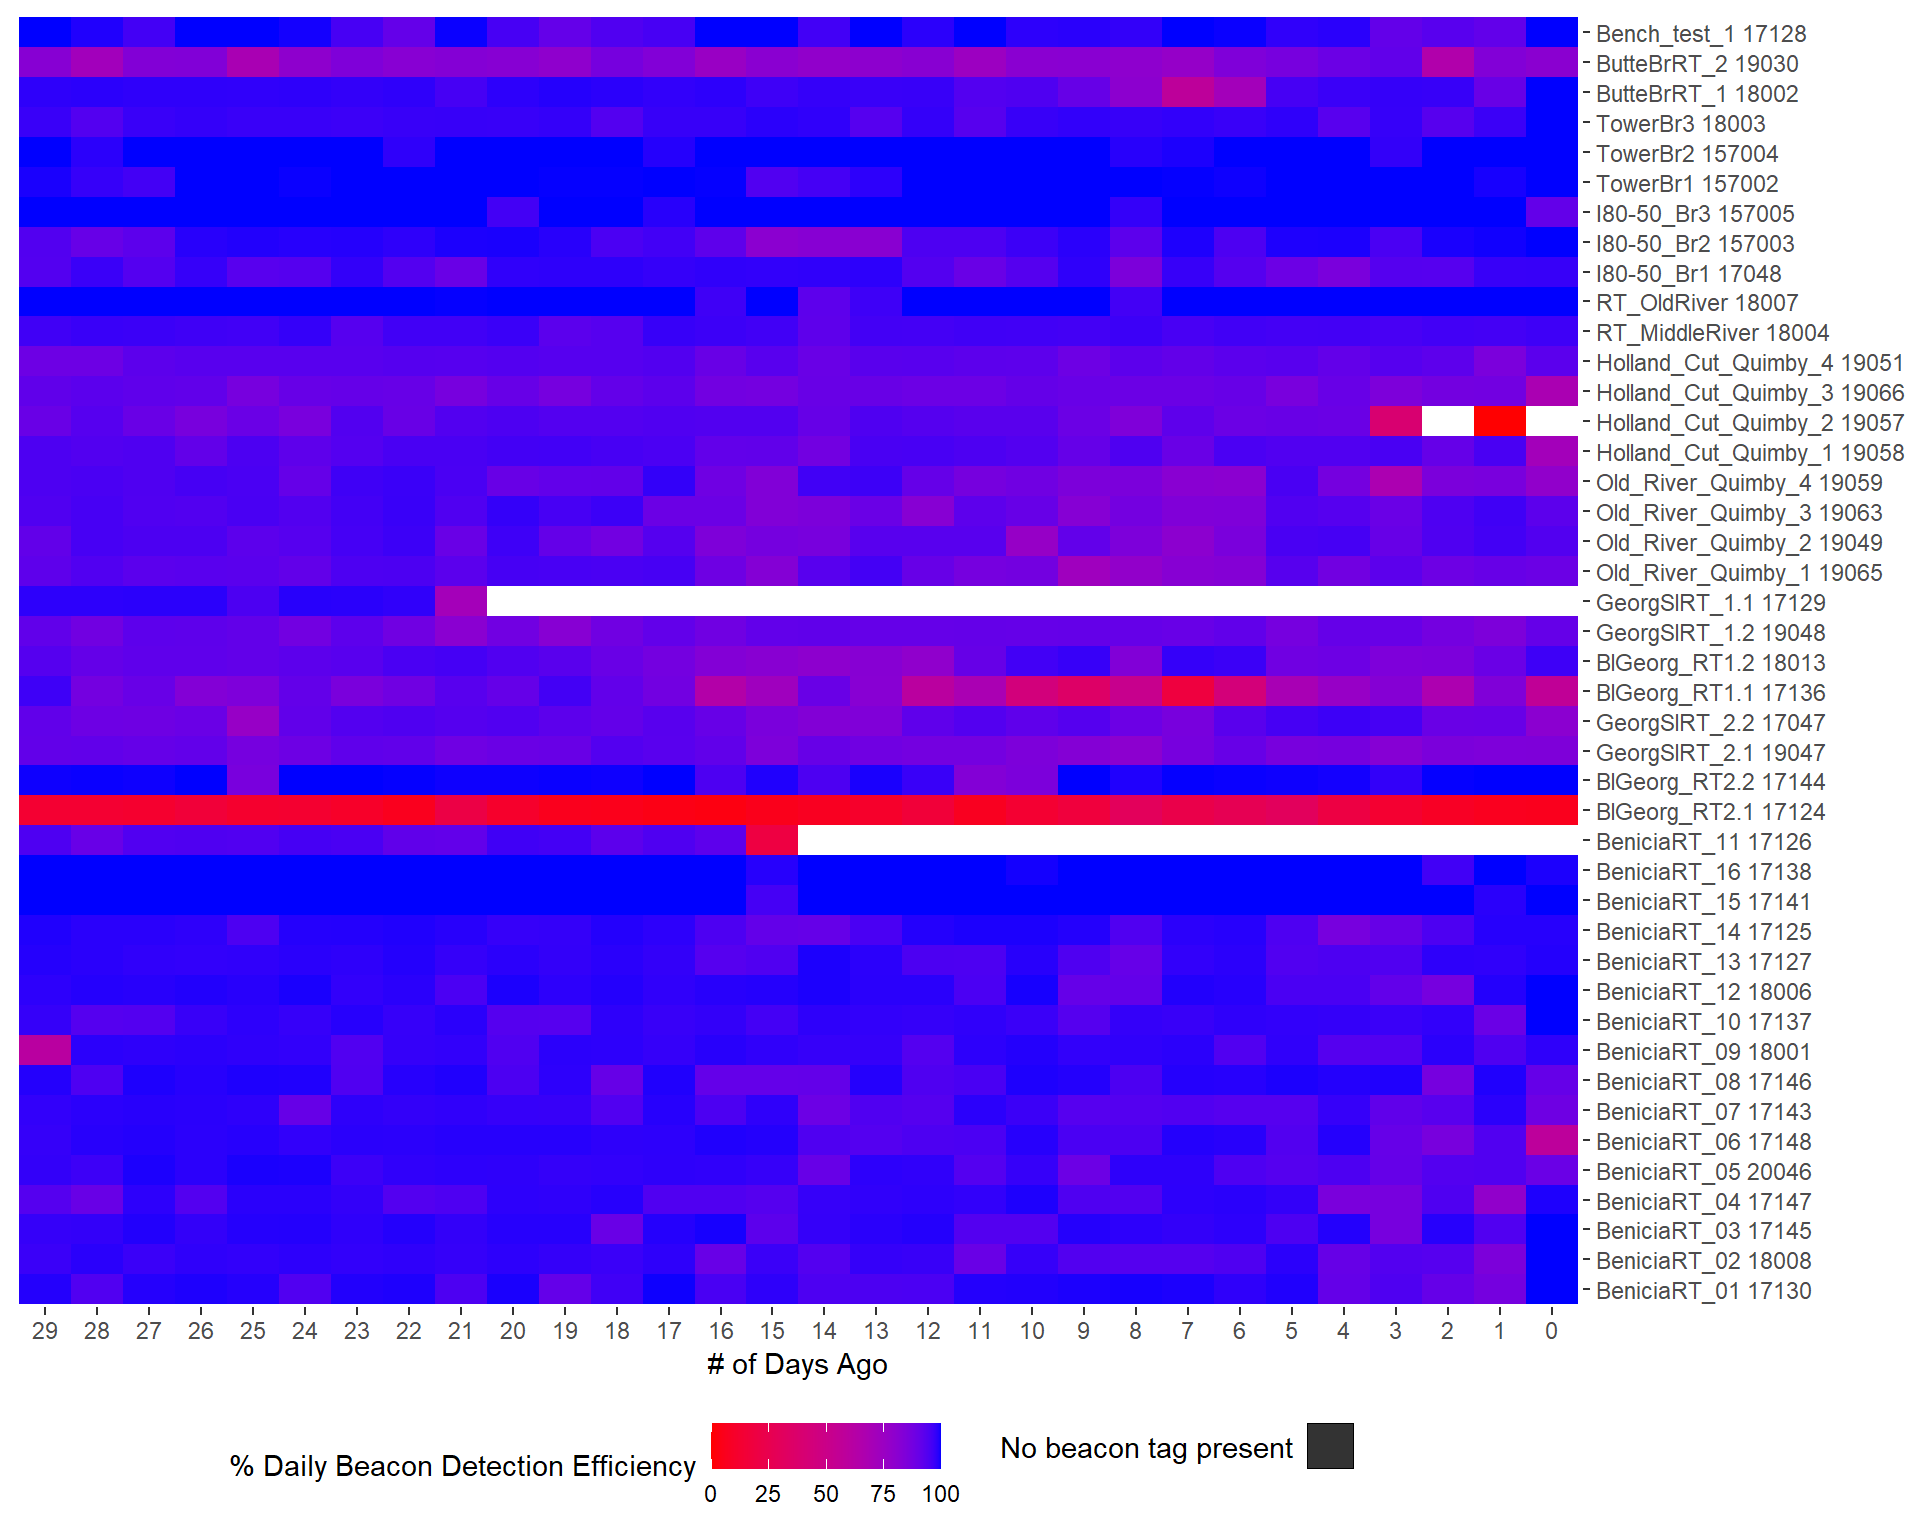 Bench_test_1 17128
ButteBrRT_2 19030
ButteBrRT_1 18002
TowerBr3 18003
TowerBr2 157004
TowerBr1 157002
I80-50_Br3 157005
I80-50_Br2 157003
I80-50_Br1 17048
RT_OldRiver 18007
RT_MiddleRiver 18004
Holland_Cut_Quimby_4 19051
Holland_Cut_Quimby_3 19066
Holland_Cut_Quimby_2 19057
Holland_Cut_Quimby_1 19058
Old_River_Quimby_4 19059
Old_River_Quimby_3 19063
Old_River_Quimby_2 19049
Old_River_Quimby_1 19065
GeorgSlRT_1.1 17129
GeorgSlRT_1.2 19048
BlGeorg_RT1.2 18013
BlGeorg_RT1.1 17136
GeorgSlRT_2.2 17047
GeorgSlRT_2.1 19047
BlGeorg_RT2.2 17144
BlGeorg_RT2.1 17124
BeniciaRT_11 17126
BeniciaRT_16 17138
BeniciaRT_15 17141
BeniciaRT_14 17125
BeniciaRT_13 17127
BeniciaRT_12 18006
BeniciaRT_10 17137
BeniciaRT_09 18001
BeniciaRT_08 17146
BeniciaRT_07 17143
BeniciaRT_06 17148
BeniciaRT_05 20046
BeniciaRT_04 17147
BeniciaRT_03 17145
BeniciaRT_02 18008
BeniciaRT_01 17130
29 28 27 26 25 24 23 22 21 20 19 18 17 16 15 14 13 12 11 10 9 8 7 6 5 4 3 2 1 0
# of Days Ago
% Daily Beacon Detection Efficiency
0 25 50 75 100
No beacon tag present